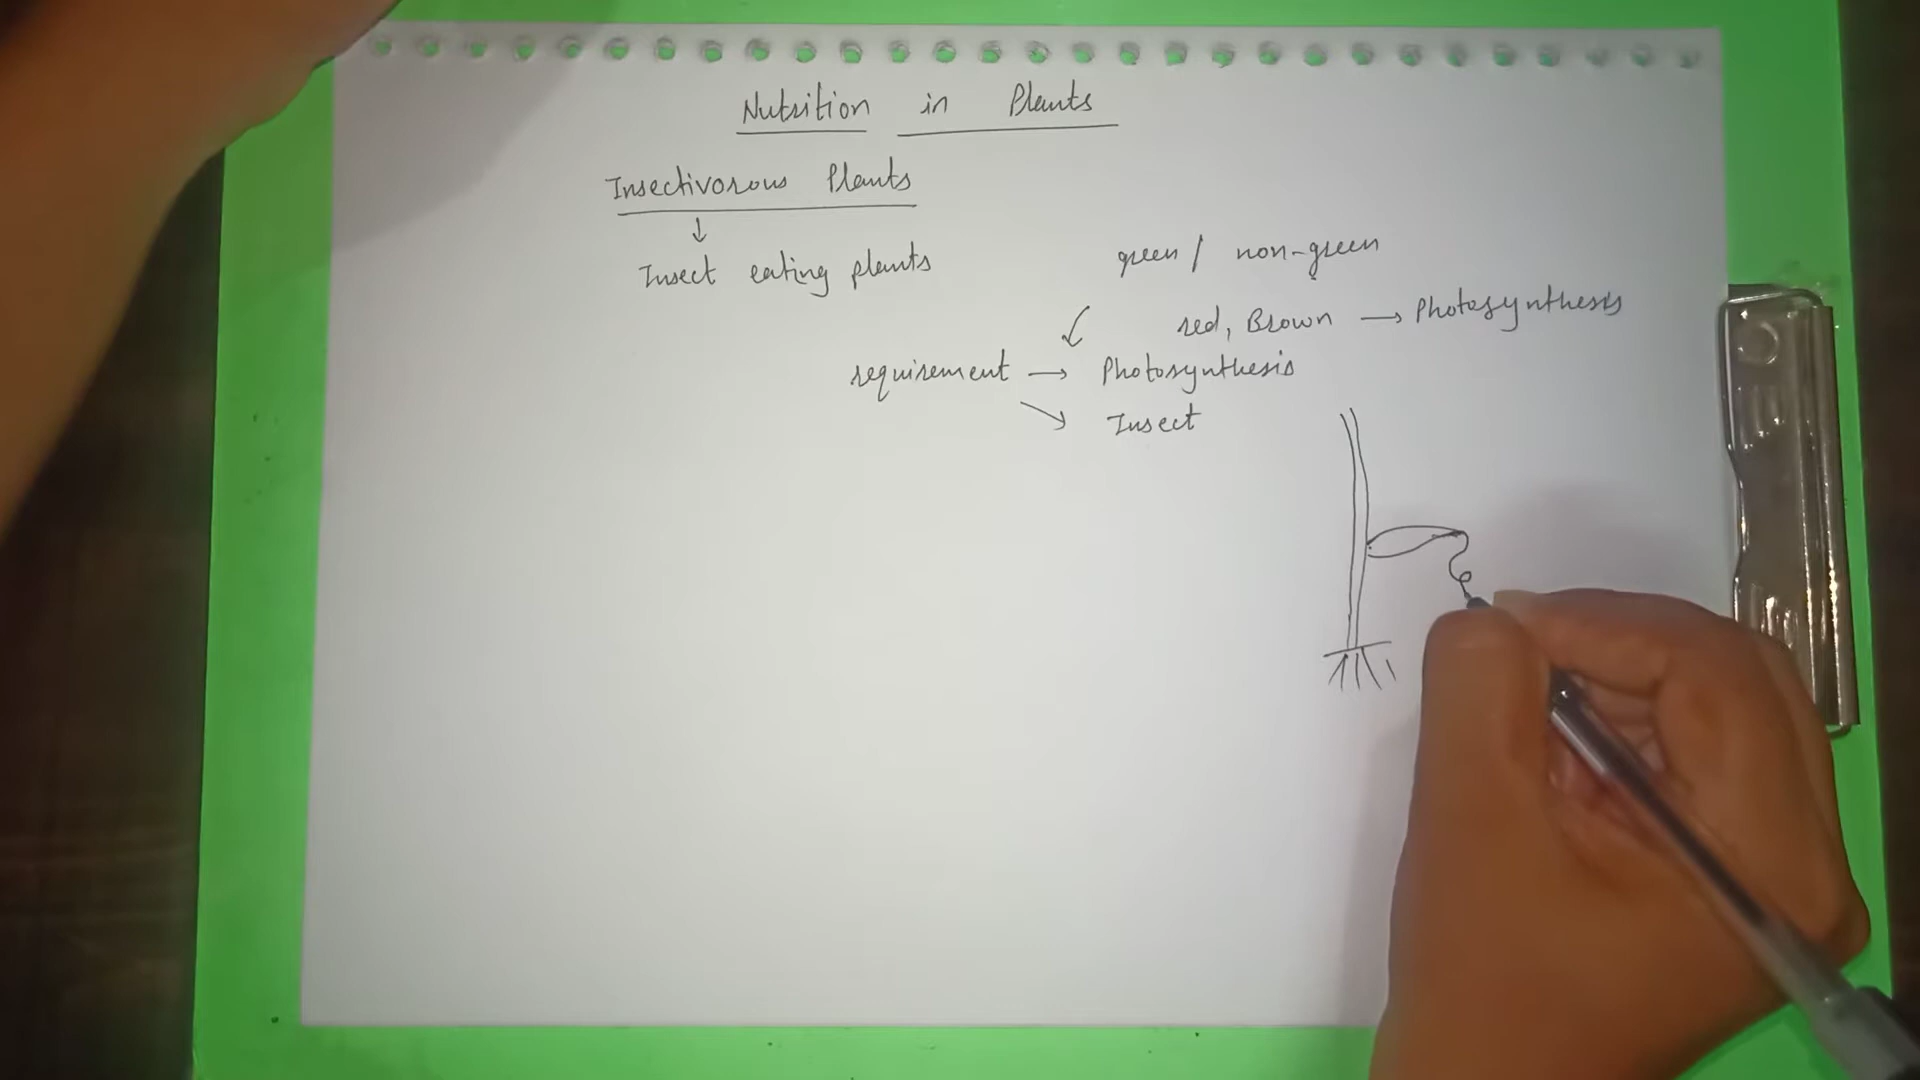 Nutrition in Plants
Insectivorous Plants
↓
Insect eating plants
green / non-green
red, Brown → Photosynthesis
requirement → Photosynthesis
Insect